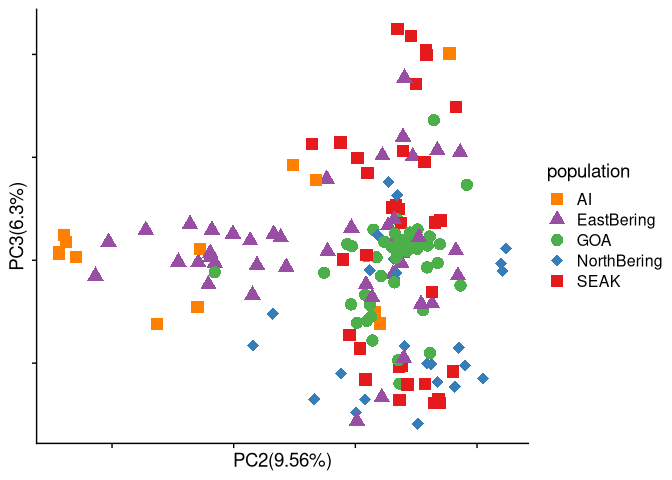 PC3(6.3%)
PC2(9.56%)
population
AI
EastBering
GOA
NorthBering
SEAK